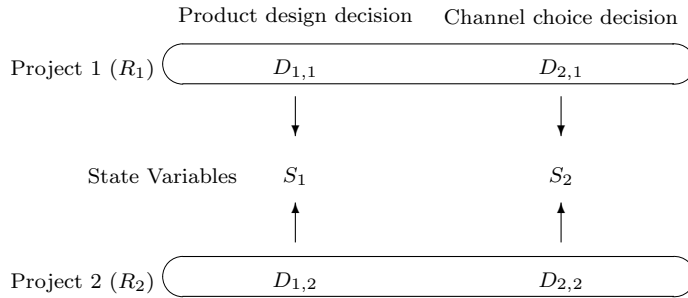 Product design decision Channel choice decision
Project 1 (R₁) D₁,₁ D₂,₁
State Variables S₁ S₂
Project 2 (R₂) D₁,₂ D₂,₂